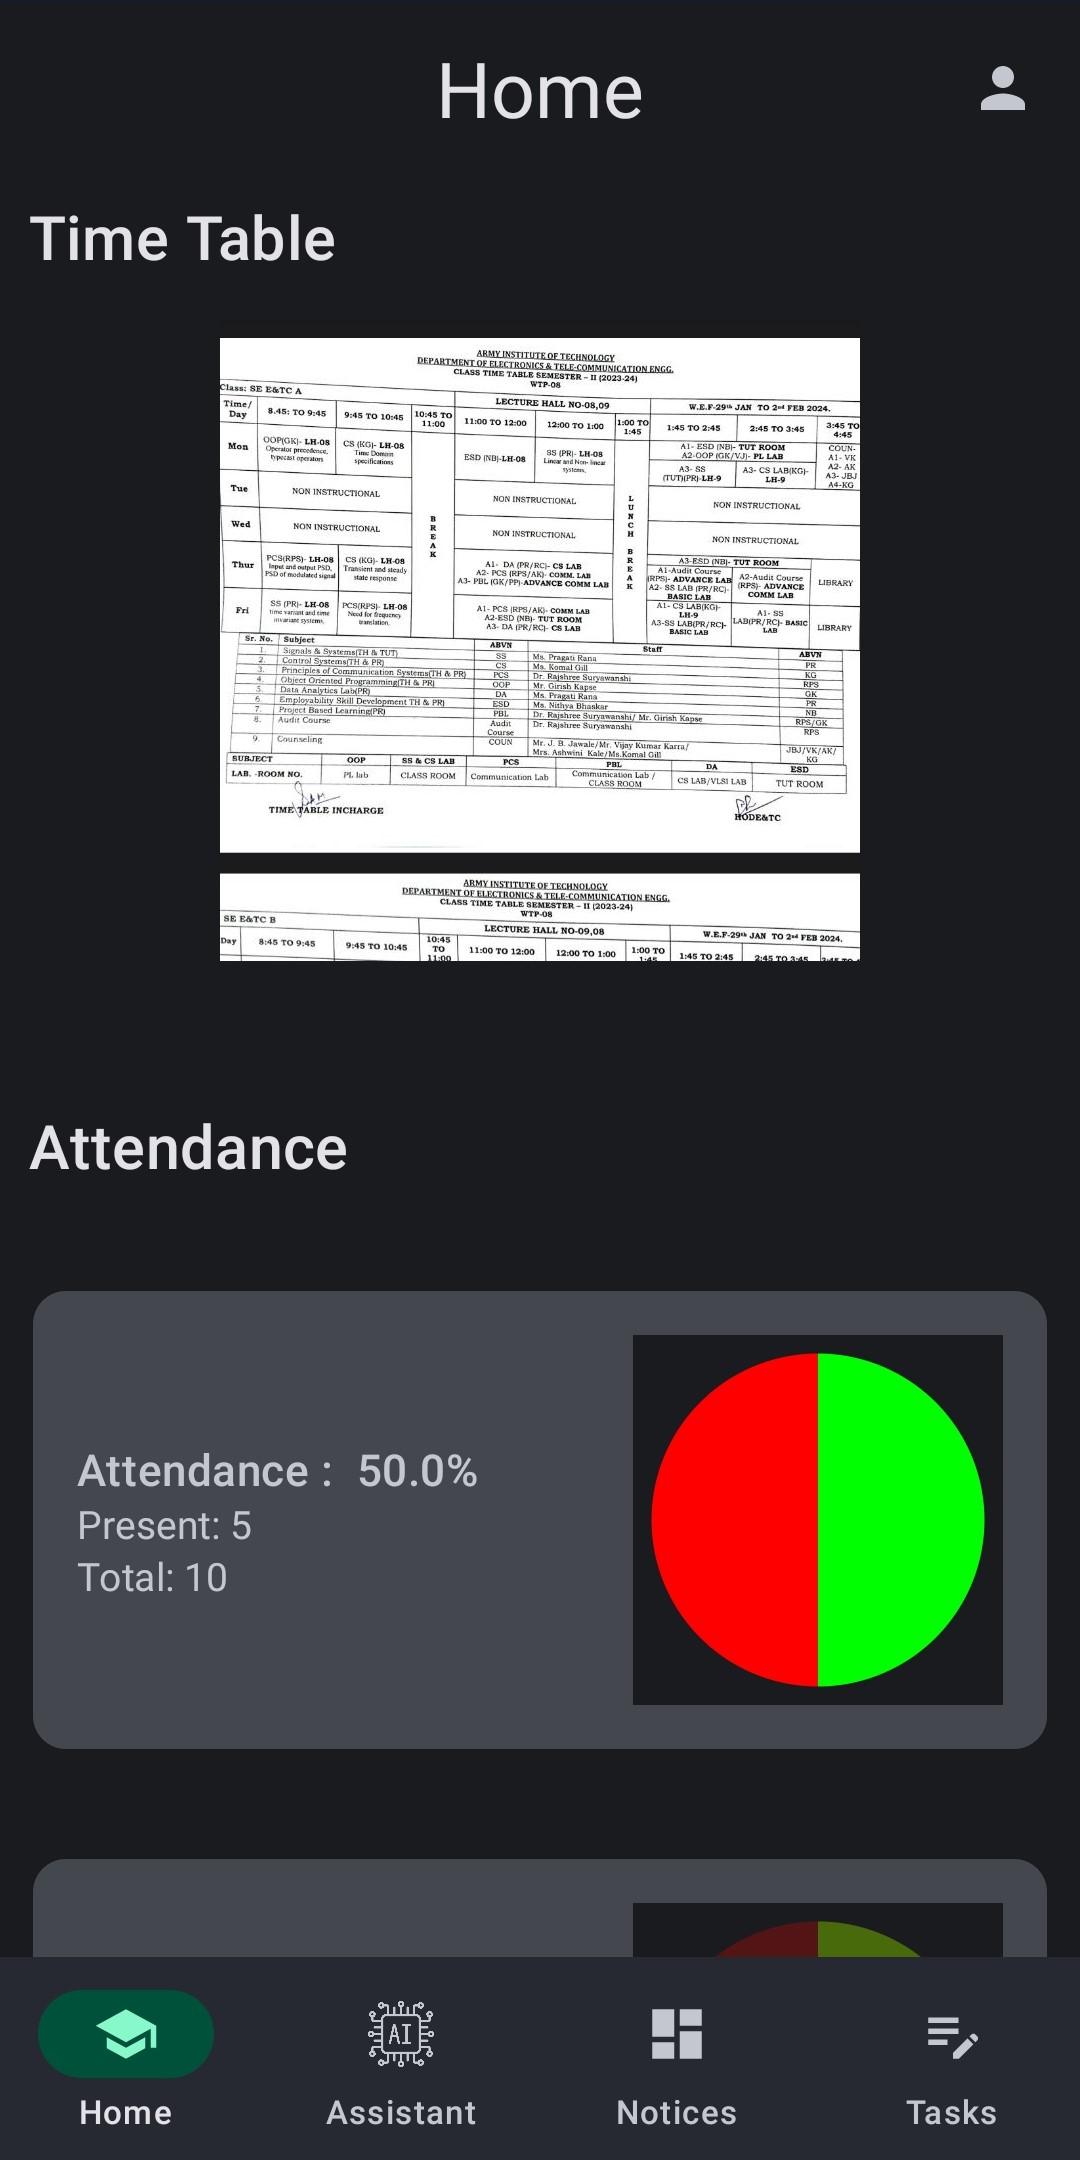 Home
Time Table
ARMY INSTITUTE OF TECHNOLOGY
DEPARTMENT OF ELECTRONICS & TELE-COMMUNICATION ENGG.
CLASS TIME TABLE SEMESTER – II (2023-24)
WTP-08
Class: SE E&TC A
LECTURE HALL NO-08,09
W.E.F-29th JAN TO 2nd FEB 2024.
Time/ Day
8.45: TO 9:45
9:45 TO 10:45
10:45 TO 11:00
11:00 TO 12:00
12:00 TO 1:00
1:00 TO 1:45
1:45 TO 2:45
2:45 TO 3:45
3:45 TO 4:45
Mon
OOP(GK)- LH-08
Operator precedence,
typecast operators
CS (KG)- LH-08
Time Domain
specifications
BREAK
ESD (NB)-LH-08
SS (PR)- LH-08
Linear and Non- linear
systems.
LUNCH BREAK
A1- ESD (NB)- TUT ROOM
A2-OOP (GK/VJ)- PL LAB
A3- SS
(TUT)(PR)-LH-9
A3- CS LAB(KG)-
LH-9
COUN-
A1- VK
A2- AK
A3- JBJ
A4-KG
Tue
NON INSTRUCTIONAL
NON INSTRUCTIONAL
NON INSTRUCTIONAL
Wed
NON INSTRUCTIONAL
NON INSTRUCTIONAL
NON INSTRUCTIONAL
Thur
PCS(RPS)- LH-08
Input and output PSD,
PSD of modulated signal
CS (KG)- LH-08
Transient and steady
state response
A1- DA (PR/RC)- CS LAB
A2- PCS (RPS/AK)- COMM. LAB
A3- PBL (GK/PP)-ADVANCE COMM LAB
A3-ESD (NB)- TUT ROOM
A1-Audit Course
(RPS)- ADVANCE LAB
A2- SS LAB (PR/RC)-
BASIC LAB
A2-Audit Course
(RPS)- ADVANCE
COMM LAB
LIBRARY
Fri
SS (PR)- LH-08
time variant and time
invariant systems,
PCS(RPS)- LH-08
Need for frequency
translation.
A1- PCS (RPS/AK)- COMM LAB
A2-ESD (NB)- TUT ROOM
A3- DA (PR/RC)- CS LAB
A1- CS LAB(KG)-
LH-9
A3-SS LAB(PR/RC)-
BASIC LAB
A1- SS
LAB(PR/RC)- BASIC
LAB
LIBRARY
Sr. No. Subject ABVN Staff ABVN
1. Signals & Systems(TH & TUT) SS Ms. Pragati Rana PR
2. Control Systems(TH & PR) CS Ms. Komal Gill KG
3. Principles of Communication Systems(TH & PR) PCS Dr. Rajshree Suryawanshi RPS
4. Object Oriented Programming(TH & PR) OOP Mr. Girish Kapse GK
5. Data Analytics Lab(PR) DA Ms. Pragati Rana PR
6. Employability Skill Development TH & PR) ESD Ms. Nithya Bhaskar NB
7. Project Based Learning(PR) PBL Dr. Rajshree Suryawanshi/ Mr. Girish Kapse RPS/GK
8. Audit Course Audit Course Dr. Rajshree Suryawanshi RPS
9. Counseling COUN Mr. J. B. Jawale/Mr. Vijay Kumar Karra/
Mrs. Ashwini Kale/Ms.Komal Gill JBJ/VK/AK/ KG
SUBJECT OOP SS & CS LAB PCS PBL DA ESD
LAB. -ROOM NO. PL lab CLASS ROOM Communication Lab Communication Lab / CLASS ROOM CS LAB/VLSI LAB TUT ROOM
TIME TABLE INCHARGE
HODE&TC
ARMY INSTITUTE OF TECHNOLOGY
DEPARTMENT OF ELECTRONICS & TELE-COMMUNICATION ENGG.
CLASS TIME TABLE SEMESTER – II (2023-24)
WTP-08
SE E&TC B
LECTURE HALL NO-09,08
W.E.F-29th JAN TO 2nd FEB 2024.
Day
8:45 TO 9:45
9:45 TO 10:45
10:45 TO 11:00
11:00 TO 12:00
12:00 TO 1:00
1:00 TO 1:45
1:45 TO 2:45
2:45 TO 3:45
Attendance
Attendance : 50.0%
Present: 5
Total: 10
AI
Home
Assistant
Notices
Tasks